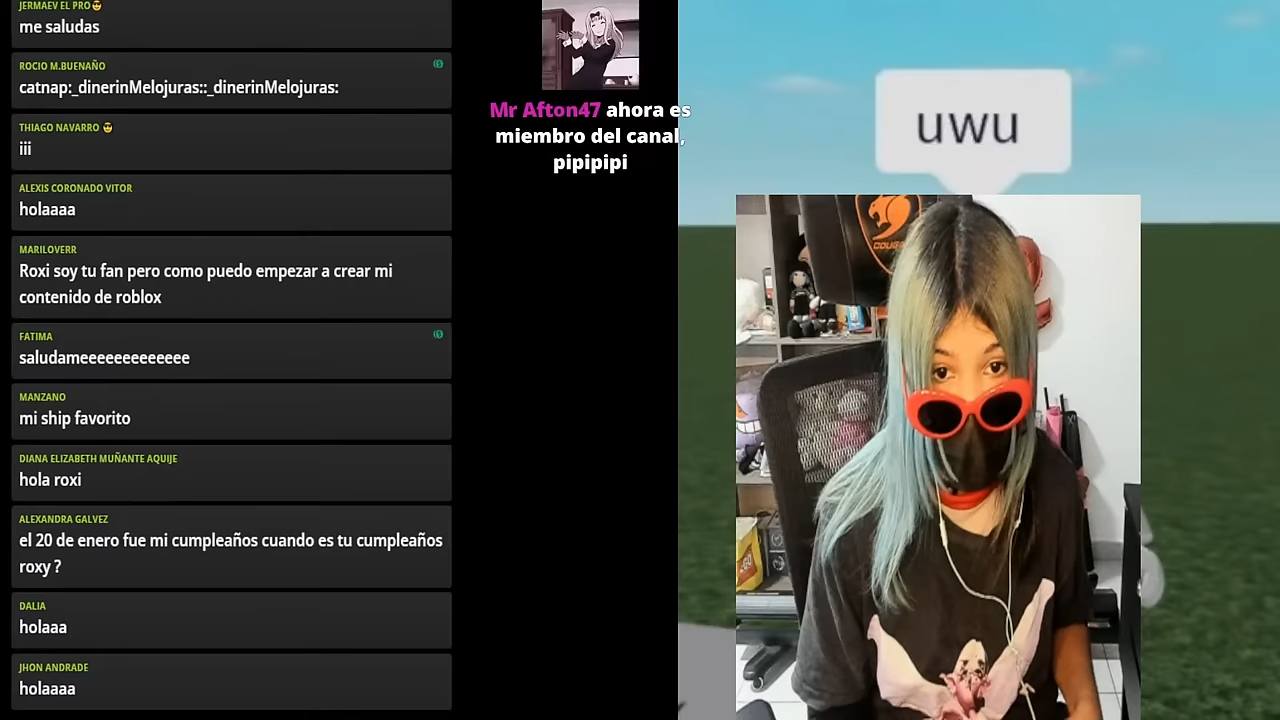 JERMAEV EL PRO😎
me saludas
ROCIO M.BUENAÑO
catnap:_dinerinMelojuras::_dinerinMelojuras:
THIAGO NAVARRO 😎
iii
ALEXIS CORONADO VITOR
holaaaa
MARILOVERR
Roxi soy tu fan pero como puedo empezar a crear mi
contenido de roblox
FATIMA
saludameeeeeeeeeeeee
MANZANO
mi ship favorito
DIANA ELIZABETH MUÑANTE AQUIJE
hola roxi
ALEXANDRA GALVEZ
el 20 de enero fue mi cumpleaños cuando es tu cumpleaños
roxy ?
DALIA
holaaa
JHON ANDRADE
holaaaa
Mr Afton47 ahora es
miembro del canal,
pipipipi
uwu